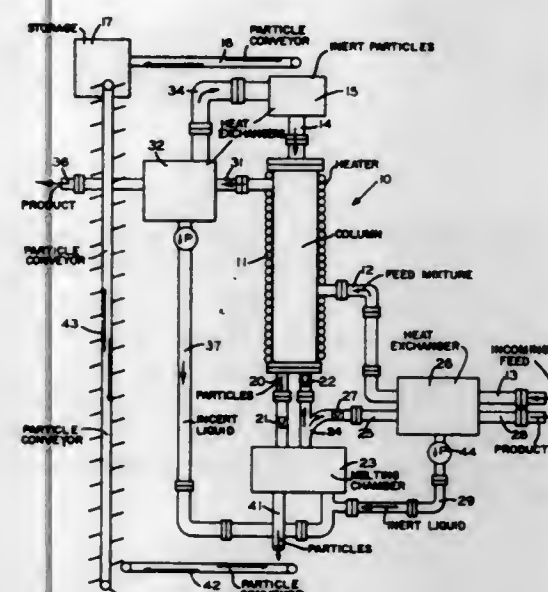 STORAGE
17
PARTICLE
CONVEYOR
16
INERT PARTICLES
34
15
HEAT
EXCHANGERS
14
32
31
HEATER
36
10
PRODUCT
COLUMN
PARTICLE
CONVEYOR
11
12
FEED MIXTURE
43
HEAT
EXCHANGER
INCOMING
FEED
26
13
37
20
22
PARTICLES
27
21
24
25
28
PRODUCT
PARTICLE
CONVEYOR
INERT
LIQUID
P
P
44
23
MELTING
CHAMBER
29
41
INERT LIQUID
PARTICLES
42
PARTICLE
CONVEYOR